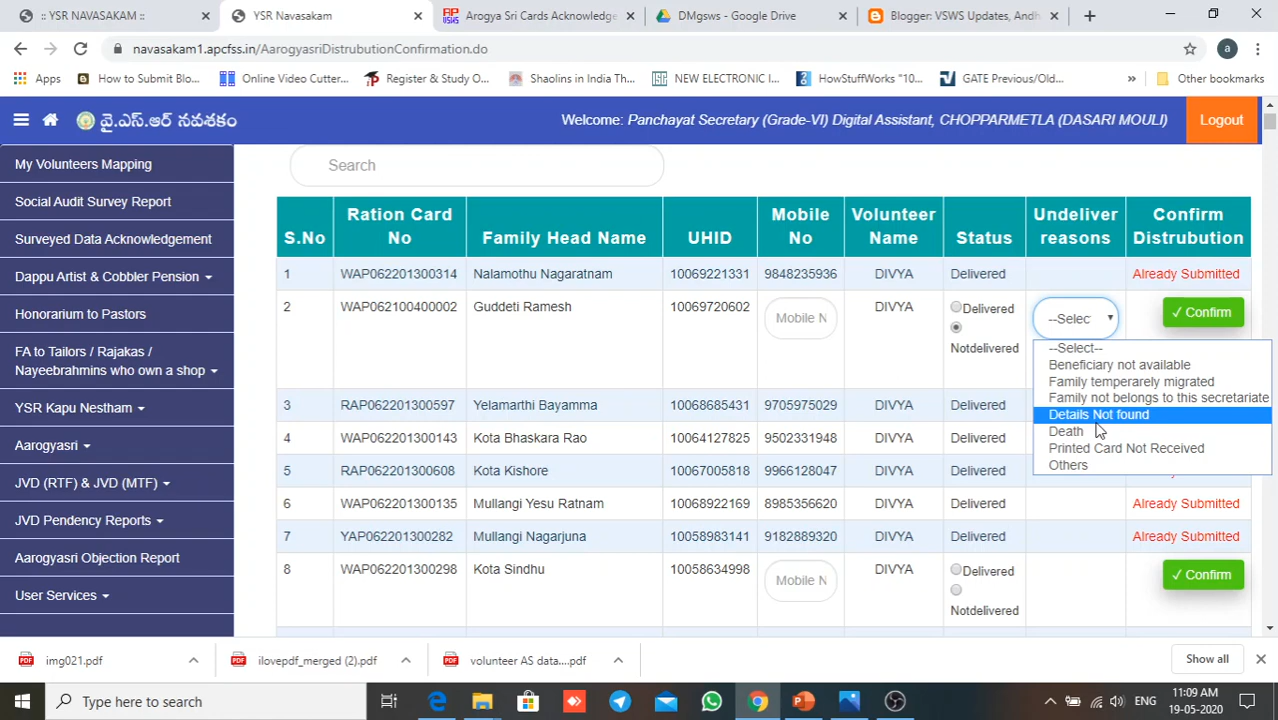 :: YSR NAVASAKAM ::
YSR Navasakam
Arogya Sri Cards Acknowledge
DMgsws - Google Drive
Blogger: VSWS Updates, Andh
navasakam1.apcfss.in/AarogyasriDistrubutionConfirmation.do
a
Apps
How to Submit Blo...
Online Video Cutter...
Register & Study O...
Shaolins in India Th...
NEW ELECTRONIC I...
HowStuffWorks "10...
GATE Previous/Old...
»
Other bookmarks
వై.ఎస్.ఆర్ నవశకం
Welcome: Panchayat Secretary (Grade-VI) Digital Assistant, CHOPPARMETLA (DASARI MOULI)
Logout
My Volunteers Mapping
Social Audit Survey Report
Surveyed Data Acknowledgement
Dappu Artist & Cobbler Pension
Honorarium to Pastors
FA to Tailors / Rajakas /
Nayeebrahmins who own a shop
YSR Kapu Nestham
Aarogyasri
JVD (RTF) & JVD (MTF)
JVD Pendency Reports
Aarogyasri Objection Report
User Services
Search
S.No Ration Card No Family Head Name UHID Mobile No Volunteer Name Status Undeliver reasons Confirm Distrubution
1 WAP062201300314 Nalamothu Nagaratnam 10069221331 9848235936 DIVYA Delivered Already Submitted
2 WAP062100400002 Guddeti Ramesh 10069720602 Mobile N DIVYA Delivered Notdelivered --Selec ✓ Confirm
--Select--
Beneficiary not available
Family temperarely migrated
Family not belongs to this secretariate
Details Not found
Death
Printed Card Not Received
Others
3 RAP062201300597 Yelamarthi Bayamma 10068685431 9705975029 DIVYA Delivered
4 WAP062201300138 Kota Bhaskara Rao 10064127825 9502331948 DIVYA Delivered
5 RAP062201300608 Kota Kishore 10067005818 9966128047 DIVYA Delivered
6 WAP062201300135 Mullangi Yesu Ratnam 10068922169 8985356620 DIVYA Delivered Already Submitted
7 YAP062201300282 Mullangi Nagarjuna 10058983141 9182889320 DIVYA Delivered Already Submitted
8 WAP062201300298 Kota Sindhu 10058634998 Mobile N DIVYA Delivered Notdelivered ✓ Confirm
img021.pdf
ilovepdf_merged (2).pdf
volunteer AS data....pdf
Show all
Type here to search
ENG
11:09 AM
19-05-2020